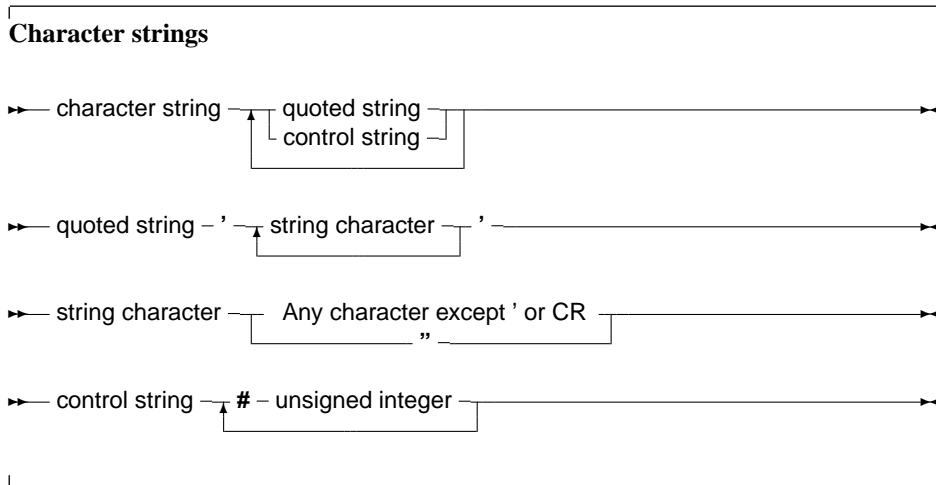 Character strings
character string quoted string
control string
quoted string ’ string character ’
string character Any character except ’ or CR
”
control string # unsigned integer